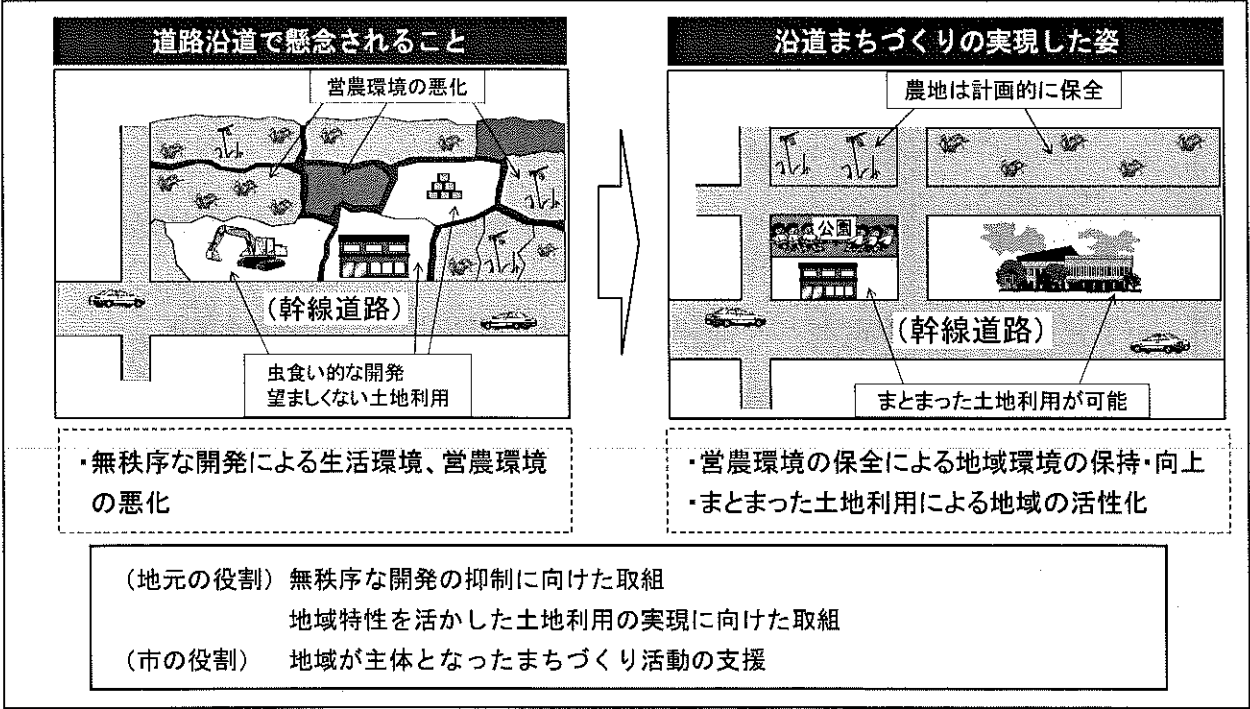 道路沿道で懸念されること
営農環境の悪化
(幹線道路)
虫食い的な開発
望ましくない土地利用
・無秩序な開発による生活環境、営農環境
の悪化
沿道まちづくりの実現した姿
農地は計画的に保全
公園
(幹線道路)
まとまった土地利用が可能
・営農環境の保全による地域環境の保持・向上
・まとまった土地利用による地域の活性化
(地元の役割) 無秩序な開発の抑制に向けた取組
地域特性を活かした土地利用の実現に向けた取組
(市の役割) 地域が主体となったまちづくり活動の支援